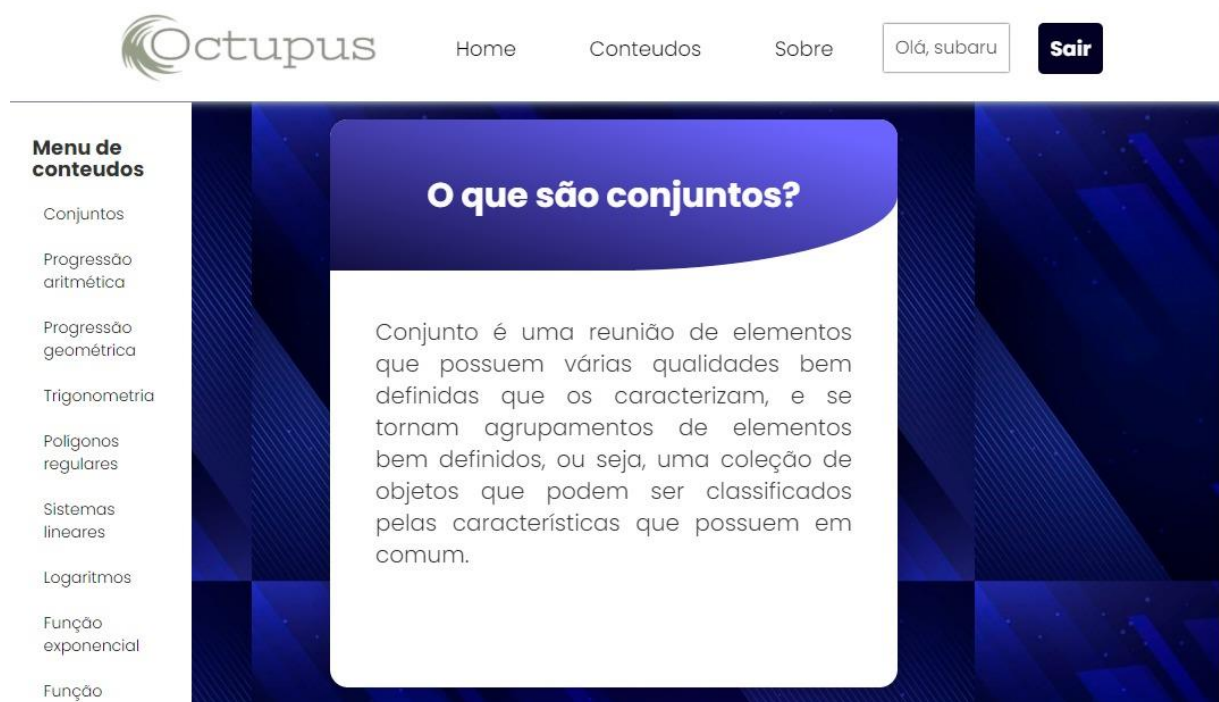 Octupus
Home
Conteudos
Sobre
Olá, subaru
Sair
Menu de
conteudos
Conjuntos
Progressão
aritmética
Progressão
geométrica
Trigonometria
Poligonos
regulares
Sistemas
lineares
Logaritmos
Função
exponencial
Função
O que são conjuntos?
Conjunto é uma reunião de elementos
que possuem várias qualidades bem
definidas que os caracterizam, e se
tornam agrupamentos de elementos
bem definidos, ou seja, uma coleção de
objetos que podem ser classificados
pelas características que possuem em
comum.